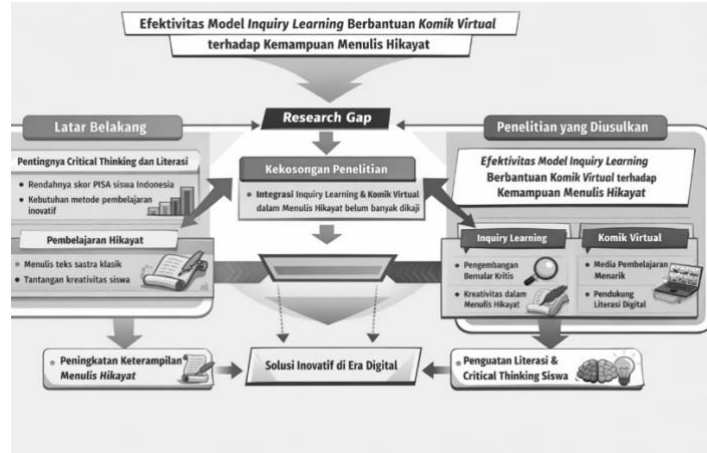 Efektivitas Model Inquiry Learning Berbantuan Komik Virtual
terhadap Kemampuan Menulis Hikayat
Research Gap
Latar Belakang
Pentingnya Critical Thinking dan Literasi
• Rendahnya skor PISA siswa Indonesia
• Kebutuhan metode pembelajaran
inovatif
Pembelajaran Hikayat
• Menulis teks sastra klasik
• Tantangan kreativitas siswa
Kekosongan Penelitian
• Integrasi Inquiry Learning & Komik Virtual
dalam Menulis Hikayat belum banyak dikaji
Penelitian yang Diusulkan
Efektivitas Model Inquiry Learning
Berbantuan Komik Virtual terhadap
Kemampuan Menulis Hikayat
Inquiry Learning
• Pengembangan
Bernalar Kritis
• Kreativitas dalam
Menulis Hikayat
Komik Virtual
• Media Pembelajaran
Menarik
• Pendukung
Literasi Digital
Peningkatan Keterampilan
Menulis Hikayat
Solusi Inovatif di Era Digital
Penguatan Literasi &
Critical Thinking Siswa